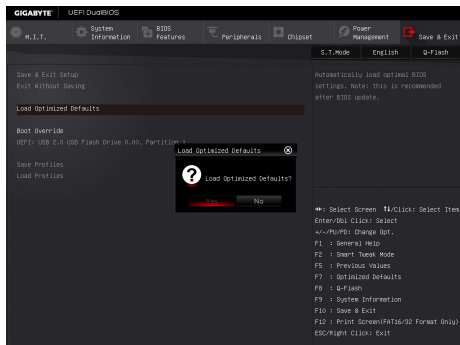 GIGABYTE UEFI DualBIOS
M.I.T. System Information BIOS Features Peripherals Chipset Power Management Save & Exit
S.T.Mode English Q-Flash
Save & Exit Setup
Exit Without Saving
Load Optimized Defaults
Boot Override
UEFI: USB 2.0 USB Flash Drive 0.00, Partition 1
Save Profiles
Load Profiles
Automatically load optimal BIOS
settings. Note: this is recommended
after BIOS update.
Load Optimized Defaults
Load Optimized Defaults?
Yes No
→←: Select Screen ↑↓/Click: Select Item
Enter/Dbl Click: Select
+/-/PU/PD: Change Opt.
F1 : General Help
F2 : Smart Tweak Mode
F5 : Previous Values
F7 : Optimized Defaults
F8 : Q-Flash
F9 : System Information
F10 : Save & Exit
F12 : Print Screen(FAT16/32 Format Only)
ESC/Right Click: Exit